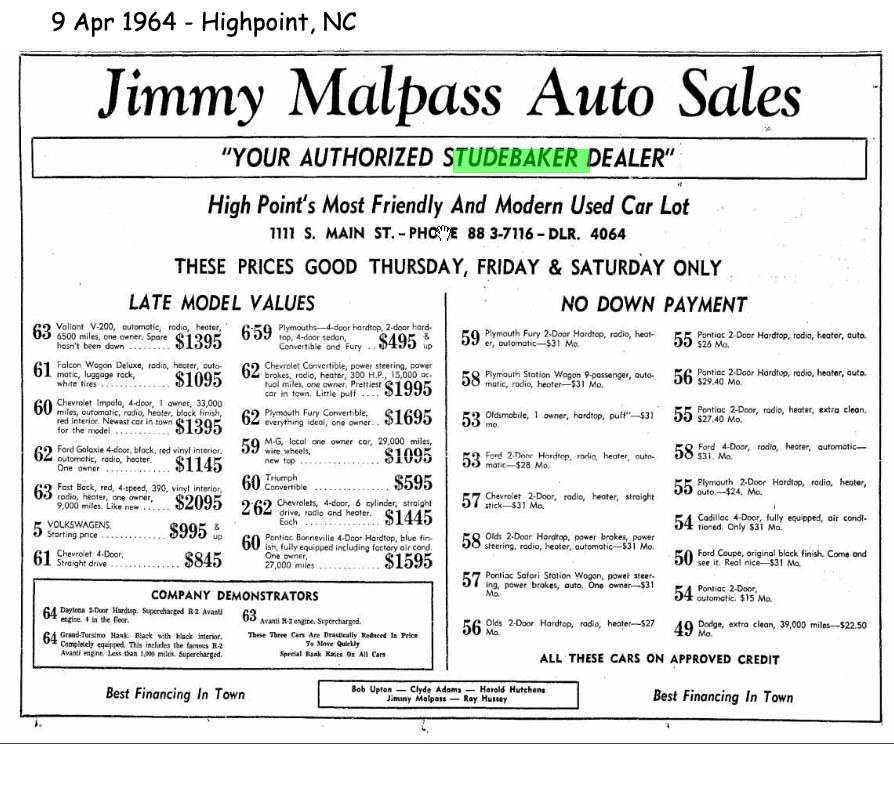 9 Apr 1964 - Highpoint, NC
Jimmy Malpass Auto Sales
"YOUR AUTHORIZED STUDEBAKER DEALER"
High Point's Most Friendly And Modern Used Car Lot
1111 S. MAIN ST. – PHONE 88 3-7116 – DLR. 4064
THESE PRICES GOOD THURSDAY, FRIDAY & SATURDAY ONLY
LATE MODEL VALUES
63 Valiant V-200, automatic, radio, heater,
6500 miles, one owner. Spare
hasn't been down ......... $1395
61 Falcon Wagon Deluxe, radio, heater, auto-
matic, luggage rack,
white tires .............. $1095
60 Chevrolet Impala, 4-door, 1 owner, 33,000
miles, automatic, radio, heater, black finish,
red interior. Newest car in town
for the model ........... $1395
62 Ford Galaxie 4-door, black, red vinyl interior.
automatic, radio, heater.
One owner .............. $1145
63 Fast Back, red, 4-speed, 390, vinyl interior,
radio, heater, one owner,
9,000 miles. Like new ..... $2095
5 VOLKSWAGENS,
Starting price ......... $995 & up
61 Chevrolet 4-Door,
Straight drive .............. $845
6-59 Plymouths—4-door hardtop, 2-door hard-
top, 4-door sedan,
Convertible and Fury .. $495 & up
62 Chevrolet Convertible, power steering, power
brakes, radio, heater, 300 H.P., 15,000 ac-
tual miles, one owner. Prettiest
car in town. Little puff .... $1995
62 Plymouth Fury Convertible,
everything ideal, one owner.. $1695
59 M-G, local one owner car, 29,000 miles,
wire wheels,
new top ................ $1095
60 Triumph
Convertible ................ $595
2-62 Chevrolets, 4-door, 6 cylinder, straight
drive, radio and heater.
Each ................ $1445
60 Pontiac Bonneville 4-Door Hardtop, blue fin-
ish, fully equipped including factory air cond.
One owner,
27,000 miles ............ $1595
COMPANY DEMONSTRATORS
64 Daytona 2-Door Hardtop. Supercharged R-2 Avanti
engine. 4 in the floor.
64 Grand-Tursimo Hawk. Black with black interior.
Completely equipped. This includes the famous R-2
Avanti engine. Less than 1,000 miles. Supercharged.
63 Avanti R-2 engine. Supercharged.
These Three Cars Are Drastically Reduced In Price
To Move Quickly
Special Bank Rates On All Cars
NO DOWN PAYMENT
59 Plymouth Fury 2-Door Hardtop, radio, heat-
er, automatic—$31 Mo.
58 Plymouth Station Wagon 9-passenger, auto-
matic, radio, heater—$31 Mo.
53 Oldsmobile, 1 owner, hardtop, puff"—$31
mo.
53 Ford 2-Door Hardtop, radio, heater, auto-
matic—$28 Mo.
57 Chevrolet 2-Door, radio, heater, straight
stick—$31 Mo.
58 Olds 2-Door Hardtop, power brakes, power
steering, radio, heater, automatic—$31 Mo.
57 Pontiac Safari Station Wagon, power steer-
ing, power brakes, auto. One owner—$31
Mo.
56 Olds 2-Door Hardtop, radio, heater—$27
Mo.
55 Pontiac 2-Door Hardtop, radio, heater, auto.
$26 Mo.
56 Pontiac 2-Door Hardtop, radio, heater, auto.
$29.40 Mo.
55 Pontiac 2-Door, radio, heater, extra clean.
$27.40 Mo.
58 Ford 4-Door, radio, heater, automatic—
$31. Mo.
55 Plymouth 2-Door Hardtop, radio, heater,
auto.—$24. Mo.
54 Cadillac 4-Door, fully equipped, air condi-
tioned. Only $31 Mo.
50 Ford Coupe, original black finish. Come and
see it. Real nice—$31 Mo.
54 Pontiac 2-Door,
automatic. $15 Mo.
49 Dodge, extra clean, 39,000 miles—$22.50
Mo.
ALL THESE CARS ON APPROVED CREDIT
Best Financing In Town
Bob Upton — Clyde Adams — Harold Hutchens
Jimmy Malpass — Ray Hussey
Best Financing In Town